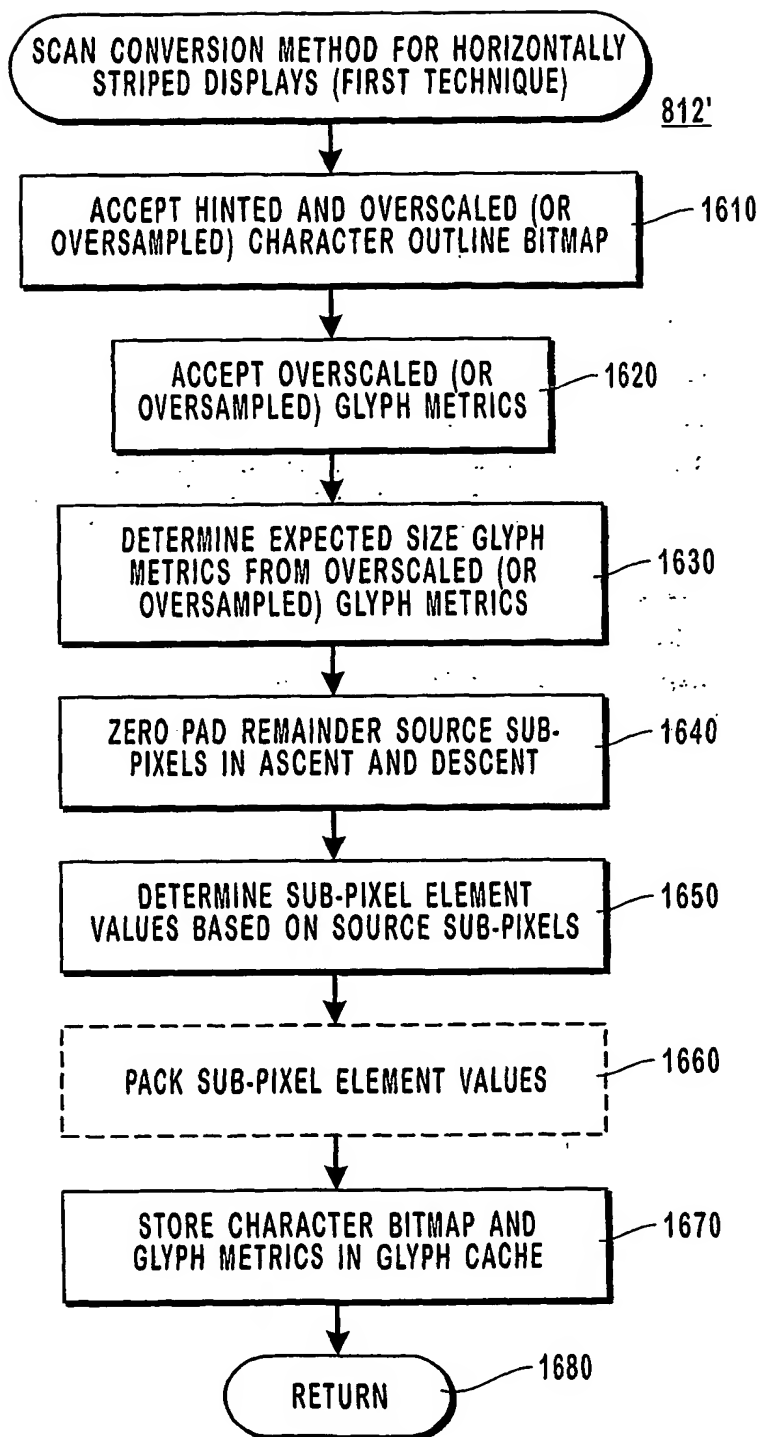 SCAN CONVERSION METHOD FOR HORIZONTALLY
STRIPED DISPLAYS (FIRST TECHNIQUE)
812'
ACCEPT HINTED AND OVERSCALED (OR
OVERSAMPLED) CHARACTER OUTLINE BITMAP
1610
ACCEPT OVERSCALED (OR
OVERSAMPLED) GLYPH METRICS
1620
DETERMINE EXPECTED SIZE GLYPH
METRICS FROM OVERSCALED (OR
OVERSAMPLED) GLYPH METRICS
1630
ZERO PAD REMAINDER SOURCE SUB-
PIXELS IN ASCENT AND DESCENT
1640
DETERMINE SUB-PIXEL ELEMENT
VALUES BASED ON SOURCE SUB-PIXELS
1650
PACK SUB-PIXEL ELEMENT VALUES
1660
STORE CHARACTER BITMAP AND
GLYPH METRICS IN GLYPH CACHE
1670
RETURN
1680